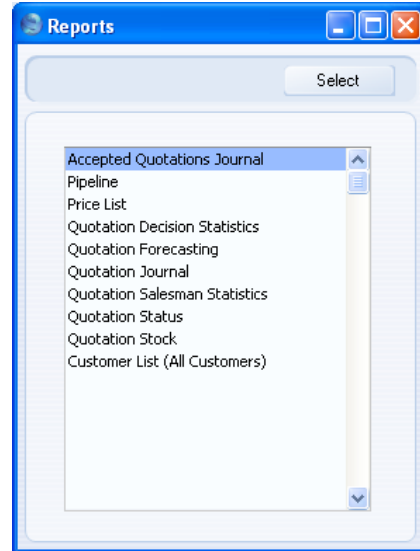 Reports
Select
Accepted Quotations Journal
Pipeline
Price List
Quotation Decision Statistics
Quotation Forecasting
Quotation Journal
Quotation Salesman Statistics
Quotation Status
Quotation Stock
Customer List (All Customers)